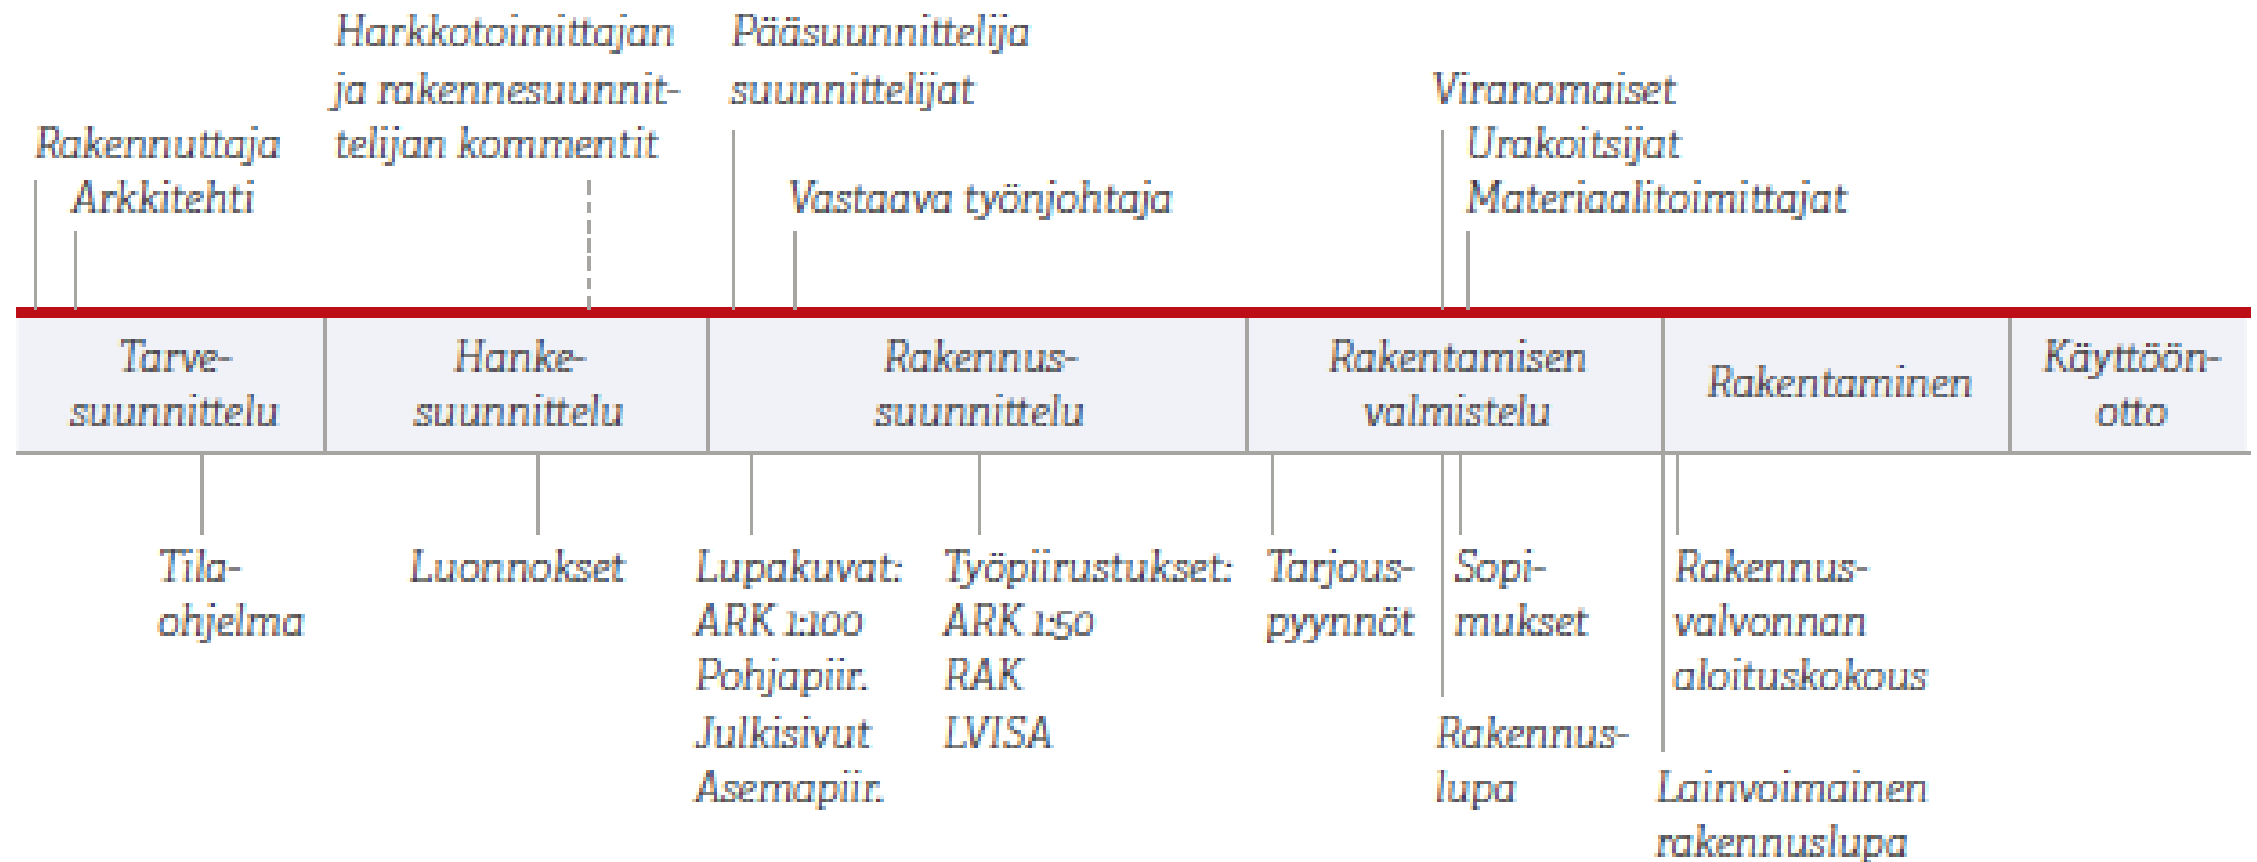 Harkkotoimittajan
ja rakennesuunnit-
telijan kommentit
Pääsuunnittelija
suunnittelijat
Rakennuttaja
Arkkitehti
Vastaava työnjohtaja
Viranomaiset
Urakoitsijat
Materiaalitoimittajat
Tarve-
suunnittelu
Hanke-
suunnittelu
Rakennus-
suunnittelu
Rakentamisen
valmistelu
Rakentaminen
Käyttöön-
otto
Tila-
ohjelma
Luonnokset
Lupakuvat:
ARK 1:100
Pohjapiir.
Julkisivut
Asemapiir.
Työpiirustukset:
ARK 1:50
RAK
LVISA
Tarjous-
pyynnöt
Sopi-
mukset
Rakennus-
lupa
Rakennus-
valvonnan
aloituskokous
Lainvoimainen
rakennuslupa